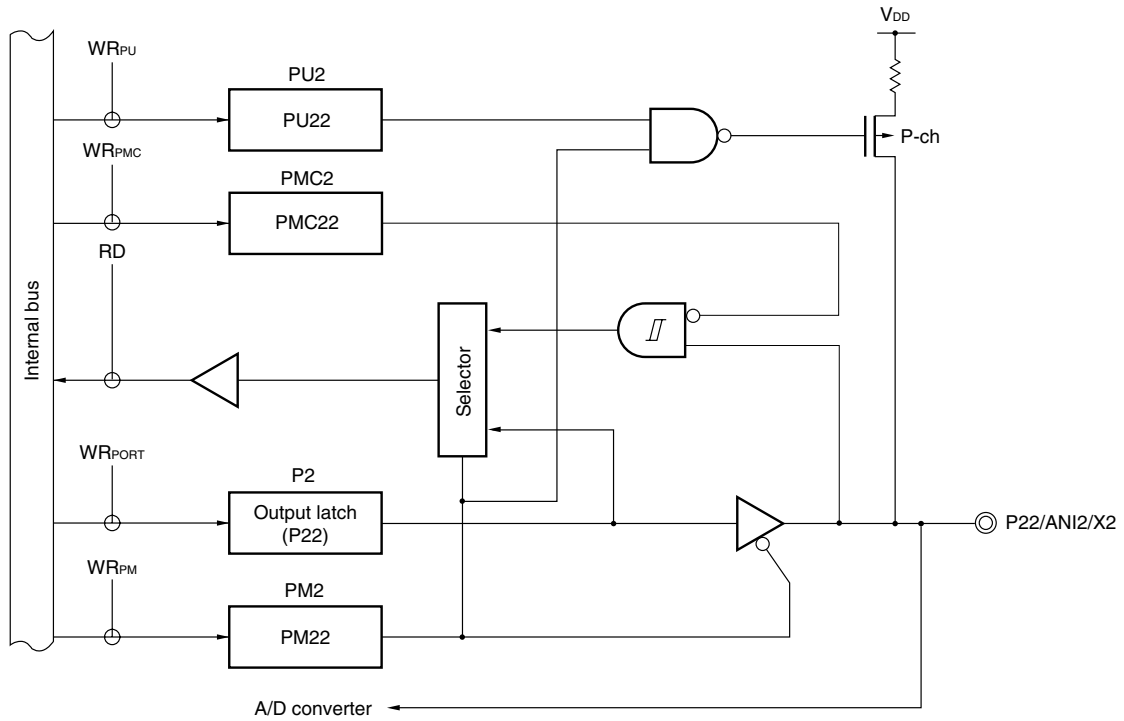 VDD
WRPU
PU2
PU22
P-ch
WRPMC
PMC2
PMC22
RD
Internal bus
Selector
WRPORT
P2
Output latch
(P22)
P22/ANI2/X2
WRPM
PM2
PM22
A/D converter